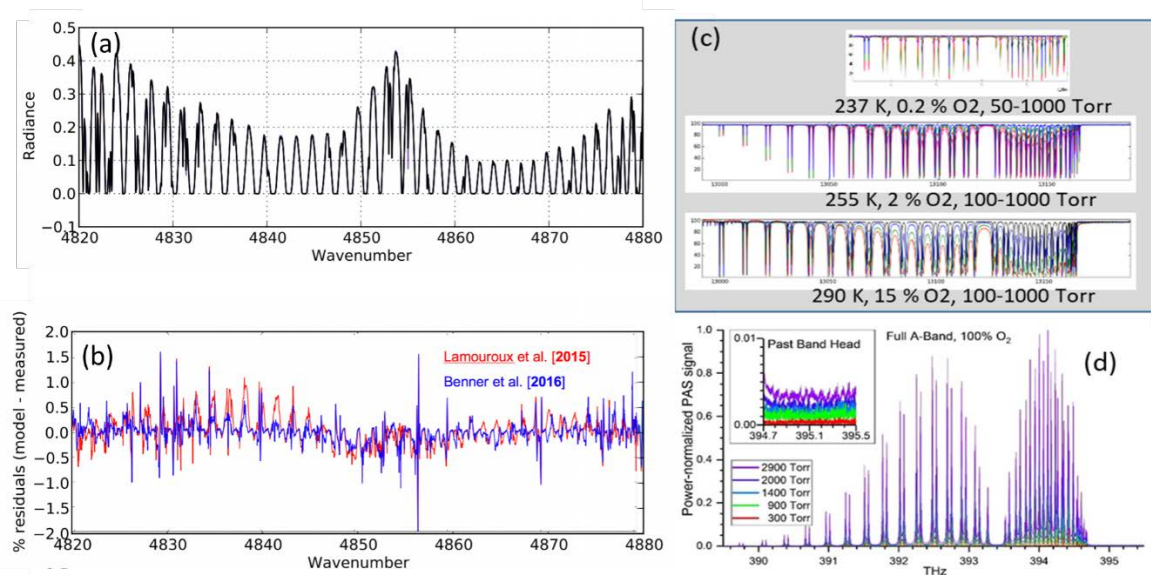 (a)
Radiance
0.5
0.4
0.3
0.2
0.1
0.0
−0.1
4820 4830 4840 4850 4860 4870 4880
Wavenumber
(b)
% residuals (model - measured)
2.0
1.5
1.0
0.5
0.0
-0.5
-1.0
-1.5
-2.0
Lamouroux et al. [2015]
Benner et al. [2016]
4820 4830 4840 4850 4860 4870 4880
Wavenumber
(c)
237 K, 0.2 % O2, 50-1000 Torr
100
80
60
40
20
13000 13050 13100 13150
255 K, 2 % O2, 100-1000 Torr
100
80
60
40
20
13000 13050 13100 13150
290 K, 15 % O2, 100-1000 Torr
(d)
Full A-Band, 100% O₂
Power-normalized PAS signal
1.0
0.8
0.6
0.4
0.2
0.0
0.01
Past Band Head
0.00
394.7 395.1 395.5
2900 Torr
2000 Torr
1400 Torr
900 Torr
300 Torr
390 391 392 393 394 395
THz